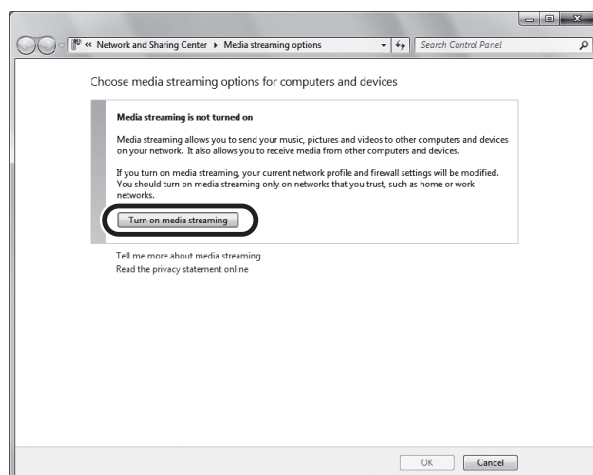 « Network and Sharing Center ▸ Media streaming options
Search Control Panel
Choose media streaming options for computers and devices
Media streaming is not turned on
Media streaming allows you to send your music, pictures and videos to other computers and devices
on your network. It also allows you to receive media from other computers and devices.
If you turn on media streaming, your current network profile and firewall settings will be modified.
You should turn on media streaming only on networks that you trust, such as home or work
networks.
Turn on media streaming
Tell me more about media streaming
Read the privacy statement online
OK
Cancel